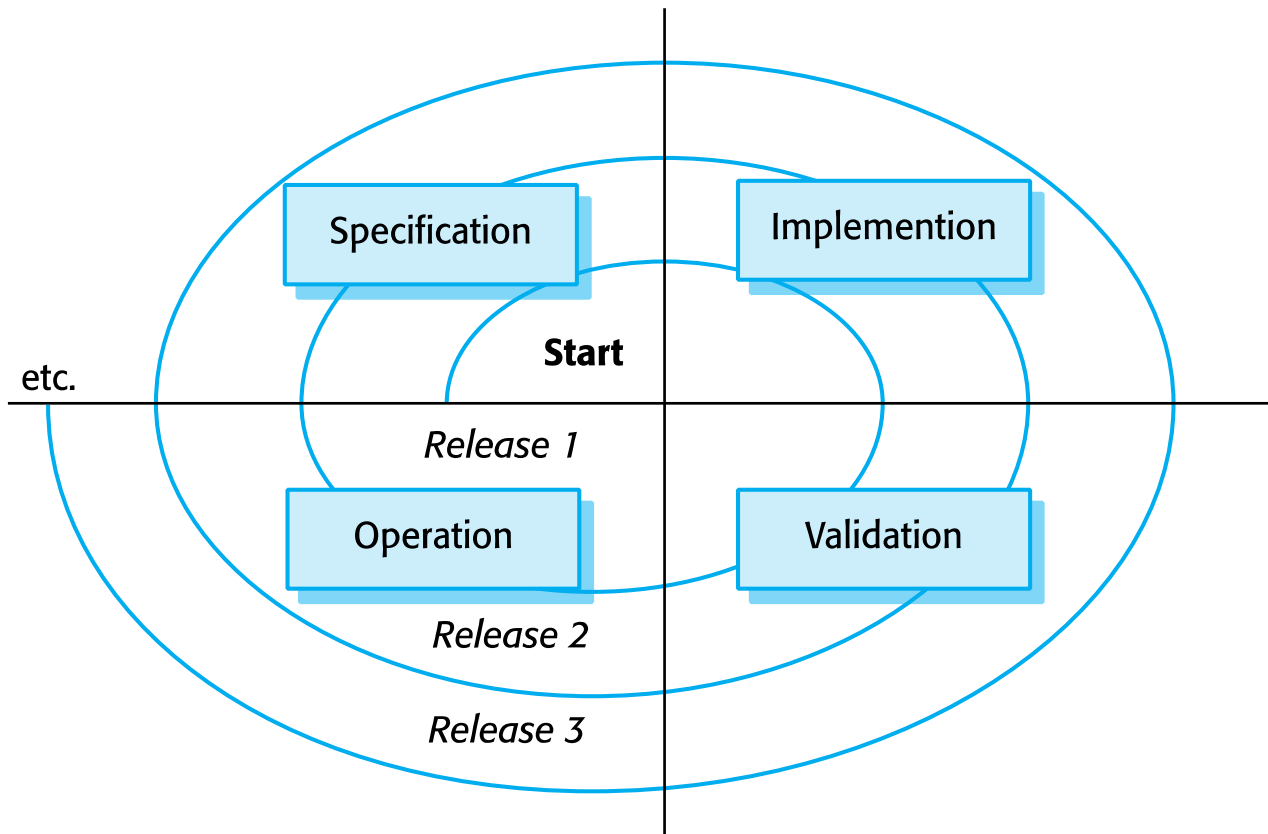 Specification
Implemention
Start
etc.
Release 1
Operation
Validation
Release 2
Release 3